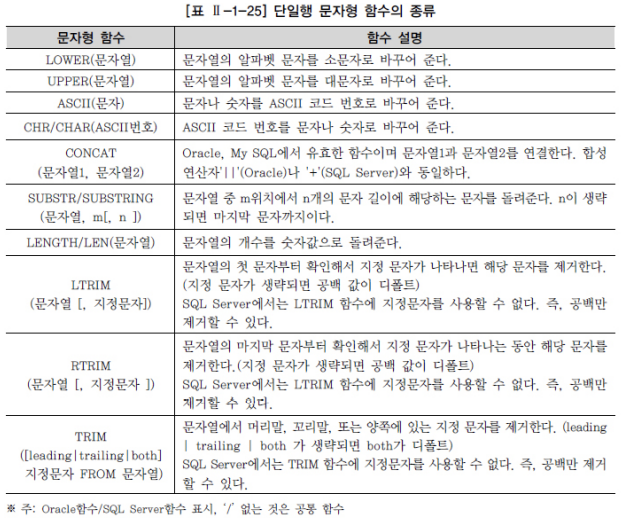 [표 Ⅱ-1-25] 단일행 문자형 함수의 종류
문자형 함수
함수 설명
LOWER(문자열)
문자열의 알파벳 문자를 소문자로 바꾸어 준다.
UPPER(문자열)
문자열의 알파벳 문자를 대문자로 바꾸어 준다.
ASCII(문자)
문자나 숫자를 ASCII 코드 번호로 바꾸어 준다.
CHR/CHAR(ASCII번호)
ASCII 코드 번호를 문자나 숫자로 바꾸어 준다.
CONCAT
(문자열1, 문자열2)
Oracle, My SQL에서 유효한 함수이며 문자열1과 문자열2를 연결한다. 합성
연산자'||'(Oracle)나 '+'(SQL Server)와 동일하다.
SUBSTR/SUBSTRING
(문자열, m[, n ])
문자열 중 m위치에서 n개의 문자 길이에 해당하는 문자를 돌려준다. n이 생략
되면 마지막 문자까지이다.
LENGTH/LEN(문자열)
문자열의 개수를 숫자값으로 돌려준다.
LTRIM
(문자열 [, 지정문자])
문자열의 첫 문자부터 확인해서 지정 문자가 나타나면 해당 문자를 제거한다.
(지정 문자가 생략되면 공백 값이 디폴트)
SQL Server에서는 LTRIM 함수에 지정문자를 사용할 수 없다. 즉, 공백만
제거할 수 있다.
RTRIM
(문자열 [, 지정문자 ])
문자열의 마지막 문자부터 확인해서 지정 문자가 나타나는 동안 해당 문자를
제거한다.(지정 문자가 생략되면 공백 값이 디폴트)
SQL Server에서는 LTRIM 함수에 지정문자를 사용할 수 없다. 즉, 공백만
제거할 수 있다.
TRIM
([leading|trailing|both]
지정문자 FROM 문자열)
문자열에서 머리말, 꼬리말, 또는 양쪽에 있는 지정 문자를 제거한다. (leading
| trailing | both 가 생략되면 both가 디폴트)
SQL Server에서는 TRIM 함수에 지정문자를 사용할 수 없다. 즉, 공백만 제거
할 수 있다.
※ 주: Oracle함수/SQL Server함수 표시, '/' 없는 것은 공통 함수